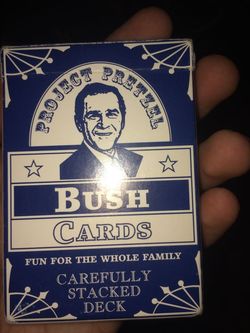 PROJECT PRETZEL
BUSH
CARDS
FUN FOR THE WHOLE FAMILY
CAREFULLY
STACKED
DECK